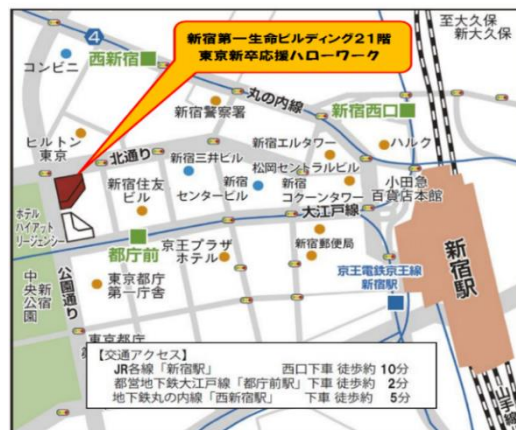 新宿第一生命ビルディング21階
東京新卒応援ハローワーク
至大久保
新大久保
4
コンビニ
西新宿
丸の内線
新宿西口
新宿警察署
ヒルトン
東京
北通り
新宿エルタワー
ハルク
新宿三井ビル
松岡セントラルビル
新宿住友
ビル
新宿
センタービル
新宿
コクーンタワー
小田急
百貨店本館
大江戸線
ホテル
ハイアット
リージェンシー
都庁前
京王プラザ
ホテル
新宿郵便局
新宿駅
京王電鉄京王線
新宿駅
新宿
中央公園
公園通り
東京都庁
第一庁舎
東京都庁
【交通アクセス】
JR各線「新宿駅」 西口下車 徒歩約 10分
都営地下鉄大江戸線「都庁前駅」下車 徒歩約 2分
地下鉄丸の内線「西新宿駅」 下車 徒歩約 5分
山手線